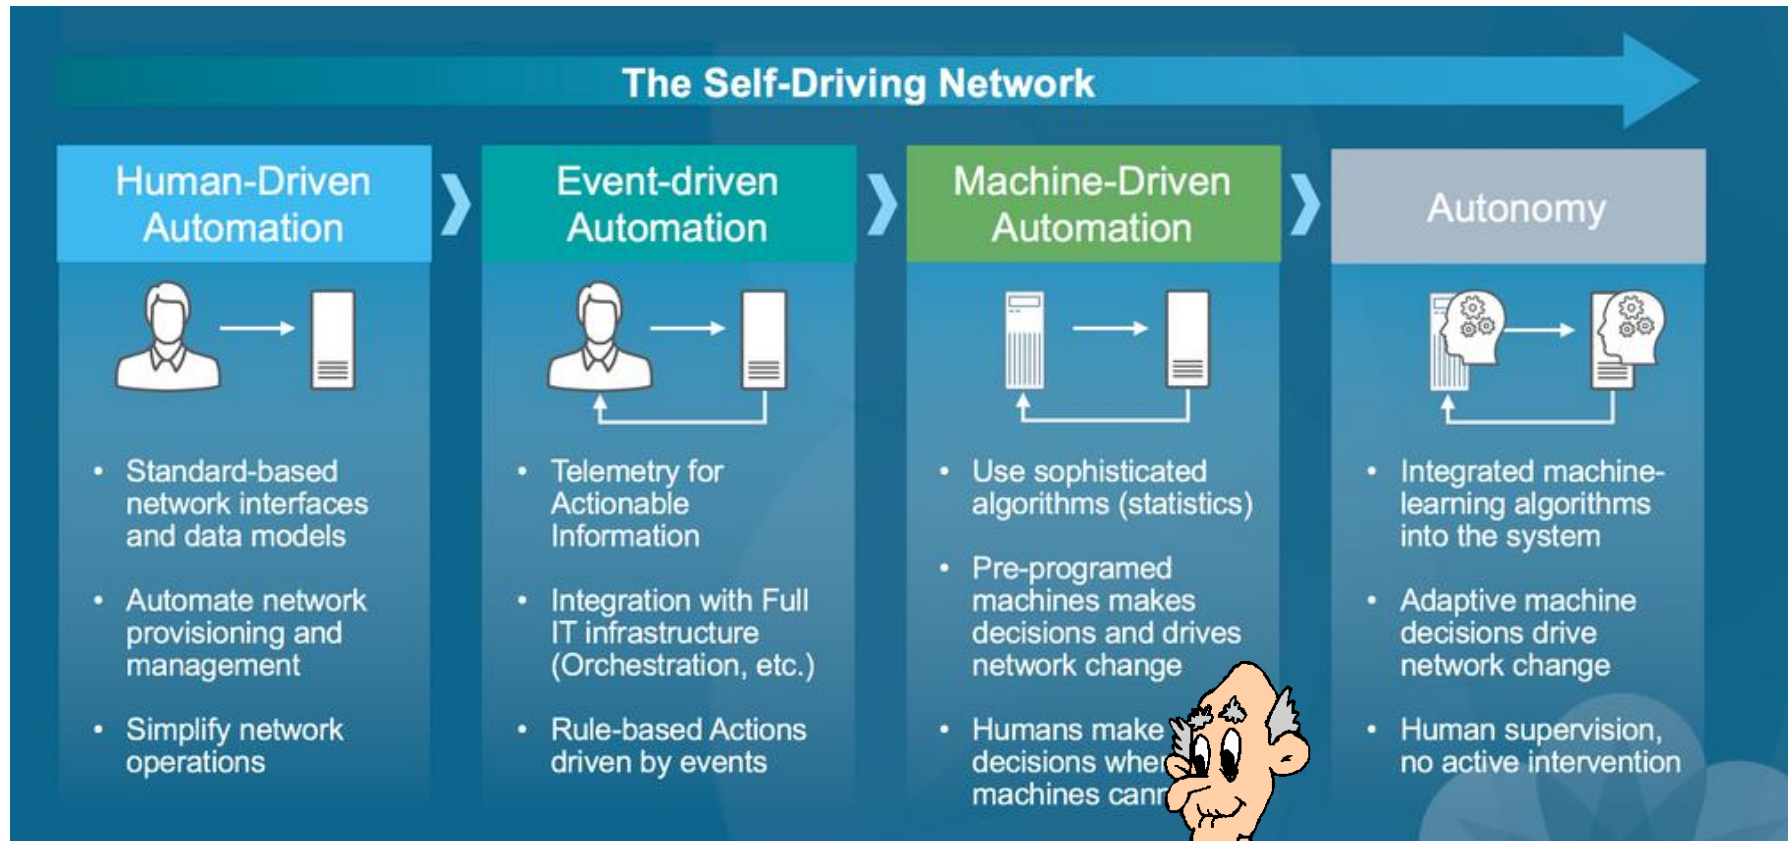 The Self-Driving Network
Human-Driven
Automation
• Standard-based
network interfaces
and data models
• Automate network
provisioning and
management
• Simplify network
operations
Event-driven
Automation
• Telemetry for
Actionable
Information
• Integration with Full
IT infrastructure
(Orchestration, etc.)
• Rule-based Actions
driven by events
Machine-Driven
Automation
• Use sophisticated
algorithms (statistics)
• Pre-programed
machines makes
decisions and drives
network change
• Humans make
decisions
machines
Autonomy
• Integrated machine-
learning algorithms
into the system
• Adaptive machine
decisions drive
network change
• Human supervision,
no active intervention